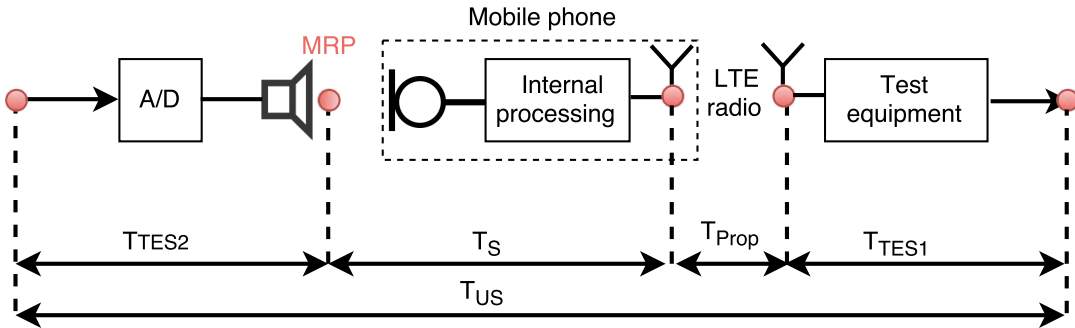 Mobile phone
MRP
A/D
Internal
processing
LTE
radio
Test
equipment
TTES2
TS
TProp
TTES1
TUS